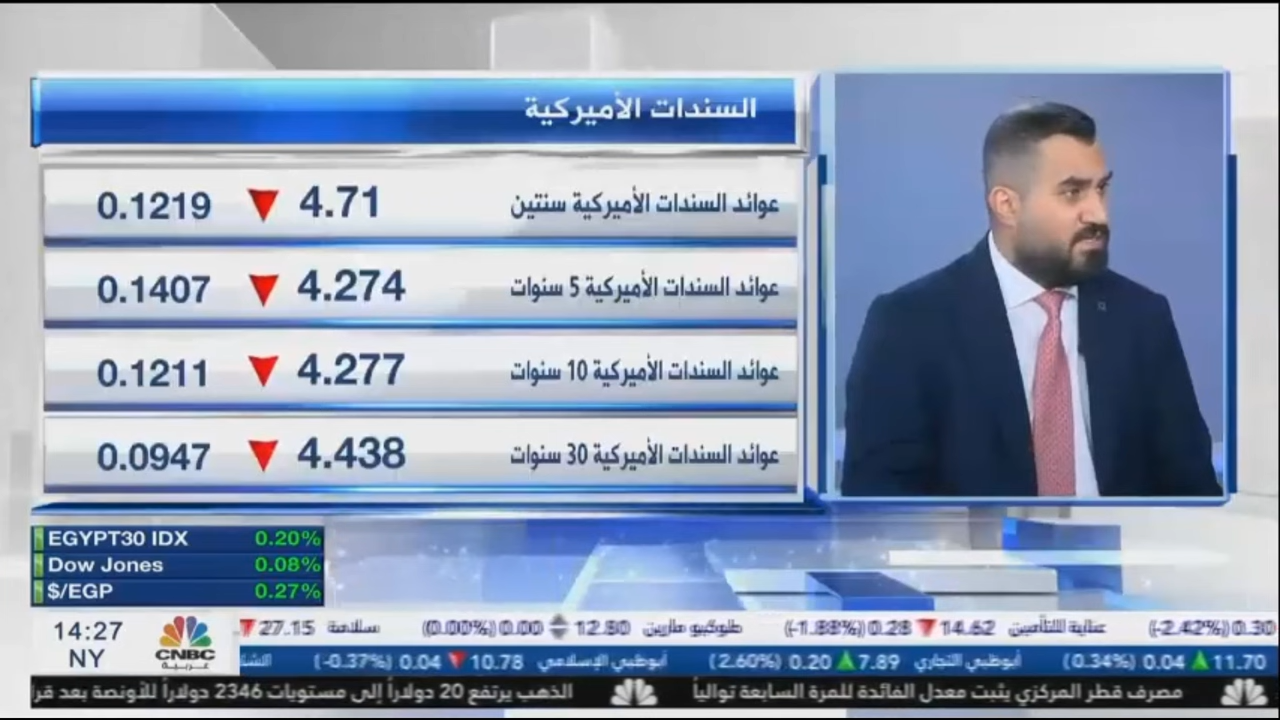 السندات الأميركية
عوائد السندات الأميركية سنتين 4.71 ▼ 0.1219
عوائد السندات الأميركية 5 سنوات 4.274 ▼ 0.1407
عوائد السندات الأميركية 10 سنوات 4.277 ▼ 0.1211
عوائد السندات الأميركية 30 سنوات 4.438 ▼ 0.0947
EGYPT30 IDX 0.20%
Dow Jones 0.08%
$/EGP 0.27%
14:27
NY
CNBC
عربية
0.30 (-2.42%) عناية للتأمين 14.62 ▼ 0.28 (-1.88%) طوكيو مارين 12.80 0.00 (0.00%) سلامة 27.15 ▼
11.70 ▲ 0.04 (0.34%) أبوظبي التجاري 7.89 ▲ 0.20 (2.60%) أبوظبي الإسلامي 10.78 ▼ 0.04 (-0.37%)
مصرف قطر المركزي يثبت معدل الفائدة للمرة السابعة توالياً الذهب يرتفع 20 دولاراً إلى مستويات 2346 دولاراً للأونصة بعد